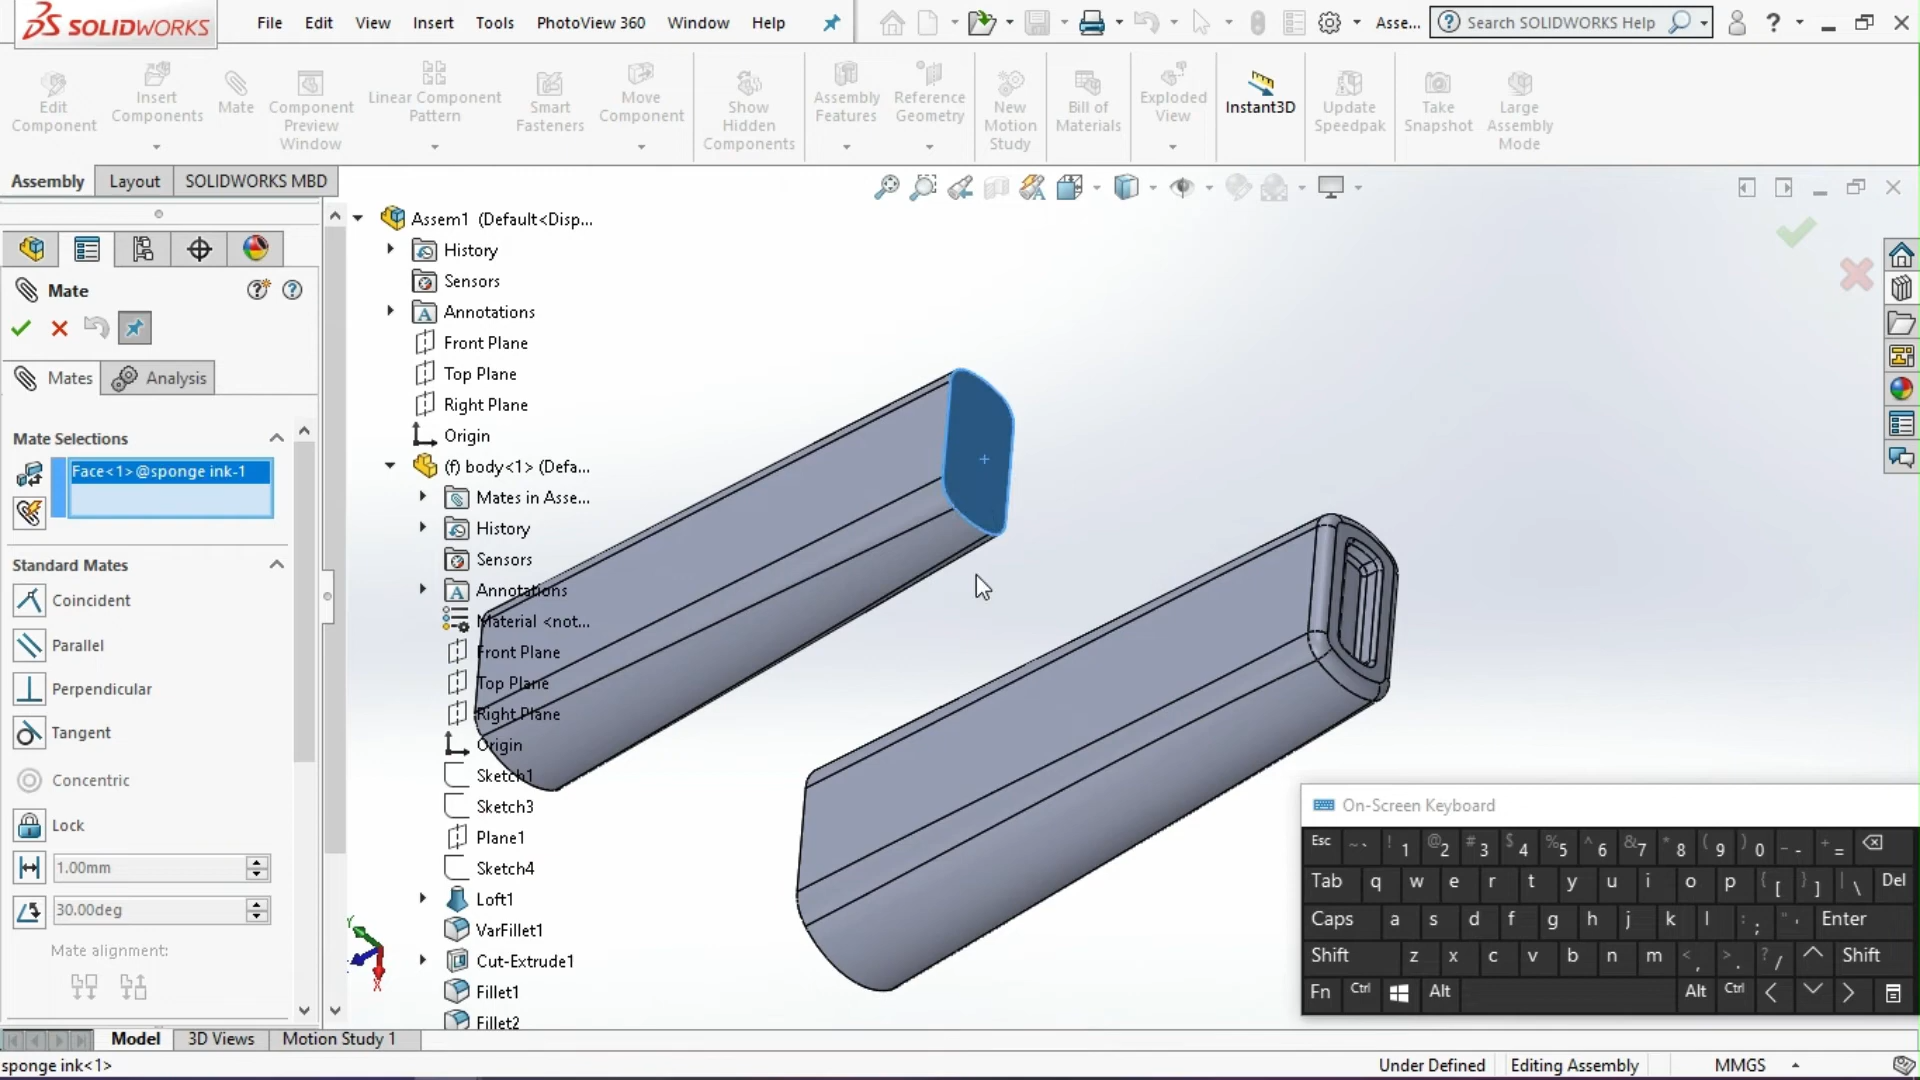 SOLIDWORKS
File Edit View Insert Tools PhotoView 360 Window Help
Asse...
Search SOLIDWORKS Help
Edit Component
Insert Components
Mate
Component Preview Window
Linear Component Pattern
Smart Fasteners
Move Component
Show Hidden Components
Assembly Features
Reference Geometry
New Motion Study
Bill of Materials
Exploded View
Instant3D
Update Speedpak
Take Snapshot
Large Assembly Mode
Assembly Layout SOLIDWORKS MBD
Mate
Mates Analysis
Mate Selections
Face<1>@sponge ink-1
Standard Mates
Coincident
Parallel
Perpendicular
Tangent
Concentric
Lock
1.00mm
30.00deg
Mate alignment:
Assem1 (Default<Disp...
History
Sensors
Annotations
Front Plane
Top Plane
Right Plane
Origin
(f) body<1> (Defa...
Mates in Asse...
History
Sensors
Annotations
Material <not...
Front Plane
Top Plane
Right Plane
Origin
Sketch1
Sketch3
Plane1
Sketch4
Loft1
VarFillet1
Cut-Extrude1
Fillet1
Fillet2
Y
X
On-Screen Keyboard
Esc ~ ` ! 1 @ 2 # 3 $ 4 % 5 ^ 6 & 7 * 8 ( 9 ) 0 _ - + =
Tab q w e r t y u i o p { [ } ] | \ Del
Caps a s d f g h j k l : ; " ' Enter
Shift z x c v b n m < , > . ? / Shift
Fn Ctrl Alt Alt Ctrl
Model 3D Views Motion Study 1
sponge ink<1>
Under Defined Editing Assembly MMGS